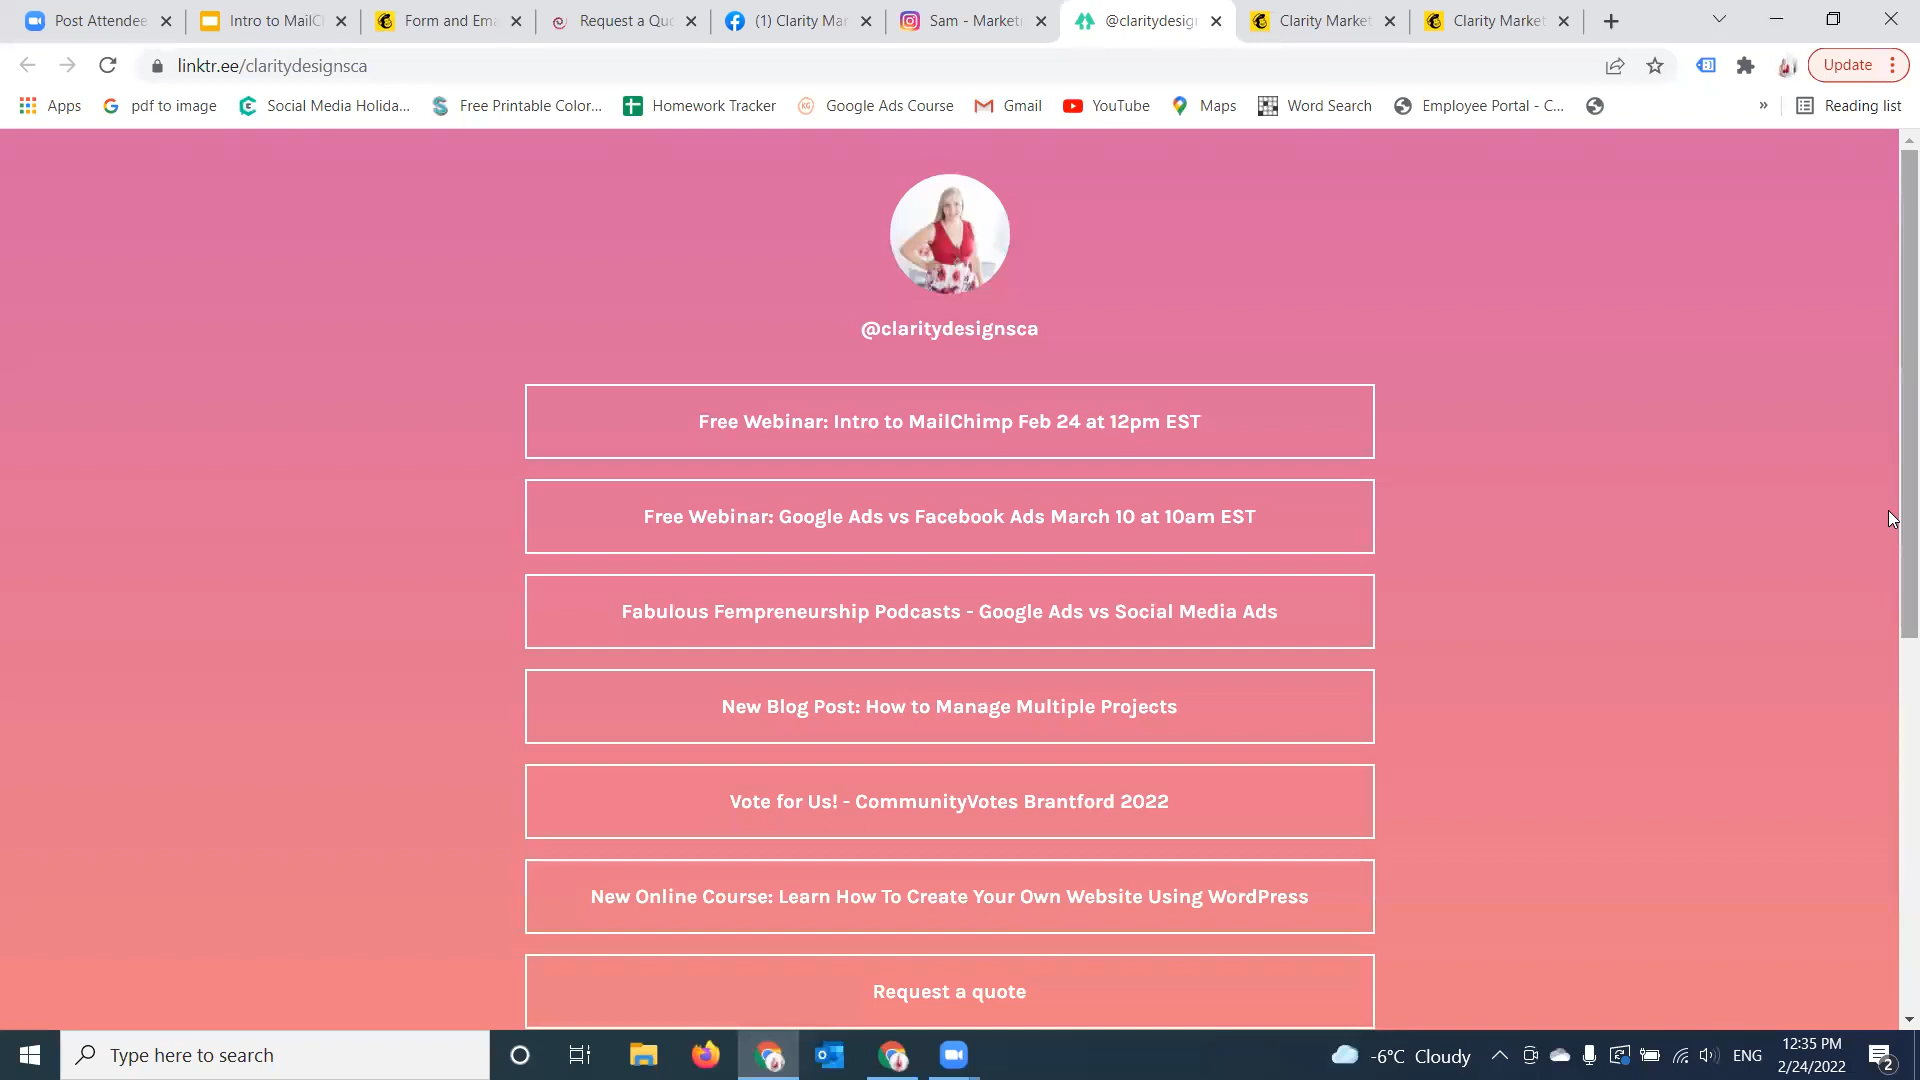 Post Attendee
Intro to MailCh
Form and Ema
Request a Quo
(1) Clarity Mar
Sam - Marketi
@claritydesign
Clarity Market
Clarity Market
linktr.ee/claritydesignsca
Update
Apps
pdf to image
Social Media Holida...
Free Printable Color...
Homework Tracker
KG
Google Ads Course
Gmail
YouTube
Maps
Word Search
Employee Portal - C...
»
Reading list
@claritydesignsca
Free Webinar: Intro to MailChimp Feb 24 at 12pm EST
Free Webinar: Google Ads vs Facebook Ads March 10 at 10am EST
Fabulous Fempreneurship Podcasts - Google Ads vs Social Media Ads
New Blog Post: How to Manage Multiple Projects
Vote for Us! - CommunityVotes Brantford 2022
New Online Course: Learn How To Create Your Own Website Using WordPress
Request a quote
Type here to search
-6°C Cloudy
ENG
12:35 PM
2/24/2022
2